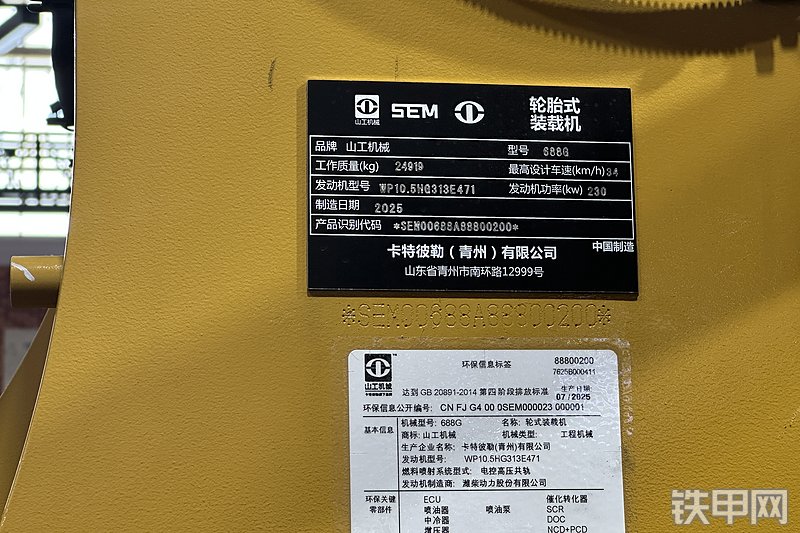 山工机械 SEM 轮胎式
装载机
品牌 山工机械 型号 688G
工作质量(kg) 24919 最高设计车速(km/h) 34
发动机型号 WP10.5HG313E471 发动机功率(kw) 230
制造日期 2025
产品识别代码 *SEM00688A88800200*
卡特彼勒（青州）有限公司 中国制造
山东省青州市南环路12999号
*SEM00688A88800200*
山工机械 环保信息标签 88800200
7625B000411
达到 GB 20891-2014 第四阶段排放标准 生产日期
07 / 2025
环保信息公开编号: CN FJ G4 00 0SEM000023 000001
基本信息 机械型号: 688G 名称: 轮式装载机
商标: 山工机械 机械类型: 工程机械
生产企业名称: 卡特彼勒(青州)有限公司
发动机型号: WP10.5HG313E471
燃料喷射系统型式: 电控高压共轨
发动机制造商: 潍柴动力股份有限公司
环保关键 ECU 催化转化器
零部件 喷油器 喷油泵 SCR
中冷器 DOC
增压器 NCD+PCD
铁甲网